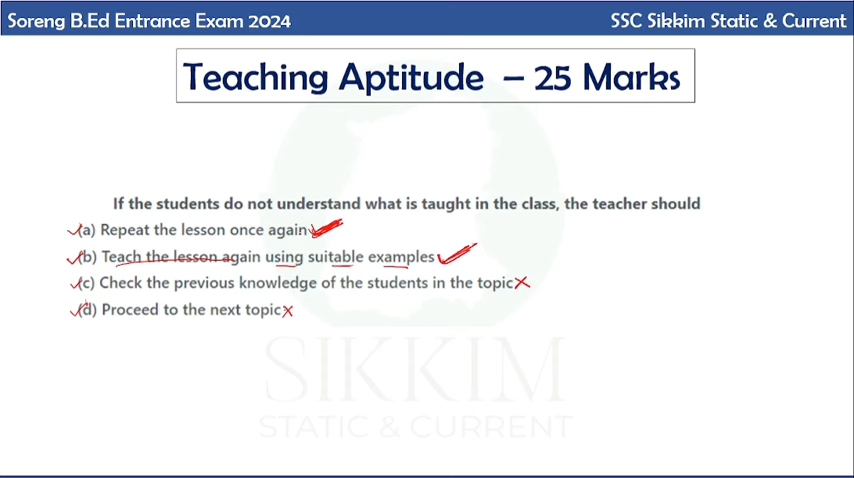 Soreng B.Ed Entrance Exam 2024
SSC Sikkim Static & Current
Teaching Aptitude – 25 Marks
If the students do not understand what is taught in the class, the teacher should
(a) Repeat the lesson once again
(b) Teach the lesson again using suitable examples
(c) Check the previous knowledge of the students in the topic
(d) Proceed to the next topic
SIKKIM
STATIC & CURRENT